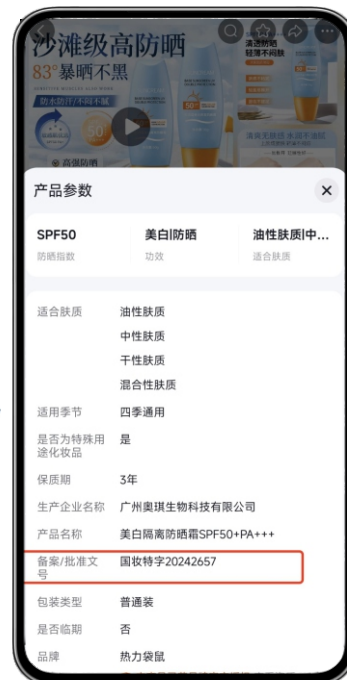 沙滩级高防晒
83°暴晒不黑
防水防汗/不闷不腻
高强防晒
清透防晒
轻薄不闷肤
清爽无肤感 水润不油腻
50+
产品参数
SPF50 美白|防晒 油性肤质|中...
防晒指数 功效 适合肤质
适合肤质 油性肤质
中性肤质
干性肤质
混合性肤质
适用季节 四季通用
是否为特殊用 是
途化妆品
保质期 3年
生产企业名称 广州奥琪生物科技有限公司
产品名称 美白隔离防晒霜SPF50+PA+++
备案/批准文 国妆特字20242657
号
包装类型 普通装
是否临期 否
品牌 热力袋鼠